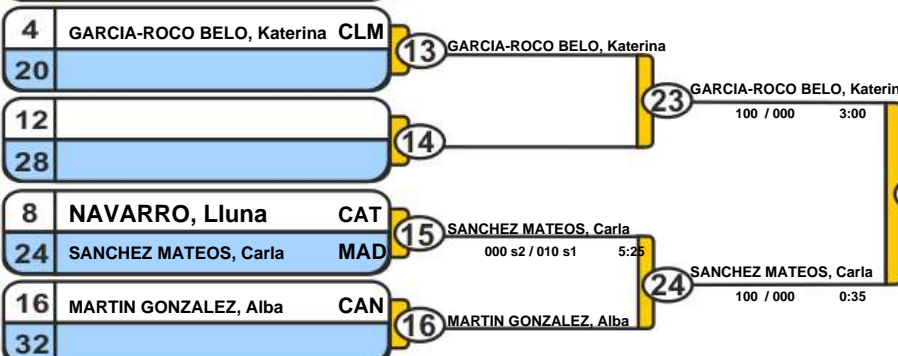 4 GARCIA-ROCO BELO, Katerina CLM
20
13 GARCIA-ROCO BELO, Katerina
12
28
14
23 GARCIA-ROCO BELO, Katerin
100 / 000 3:00
8 NAVARRO, Lluna CAT
24 SANCHEZ MATEOS, Carla MAD
15 SANCHEZ MATEOS, Carla
000 s2 / 010 s1 5:25
16 MARTIN GONZALEZ, Alba CAN
32
16 MARTIN GONZALEZ, Alba
24 SANCHEZ MATEOS, Carla
100 / 000 0:35